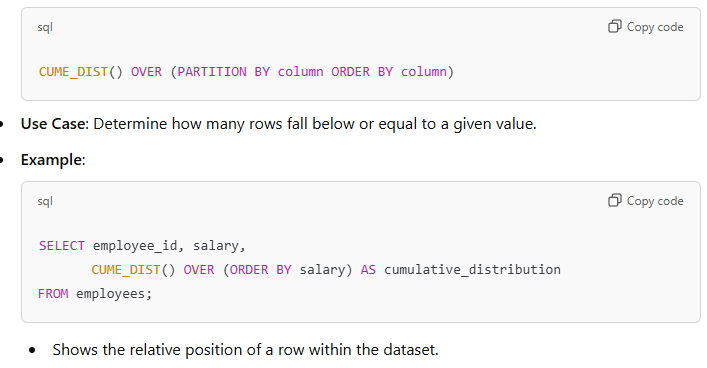 sql
Copy code
CUME_DIST() OVER (PARTITION BY column ORDER BY column)
Use Case: Determine how many rows fall below or equal to a given value.
Example:
sql
Copy code
SELECT employee_id, salary,
       CUME_DIST() OVER (ORDER BY salary) AS cumulative_distribution
FROM employees;
Shows the relative position of a row within the dataset.